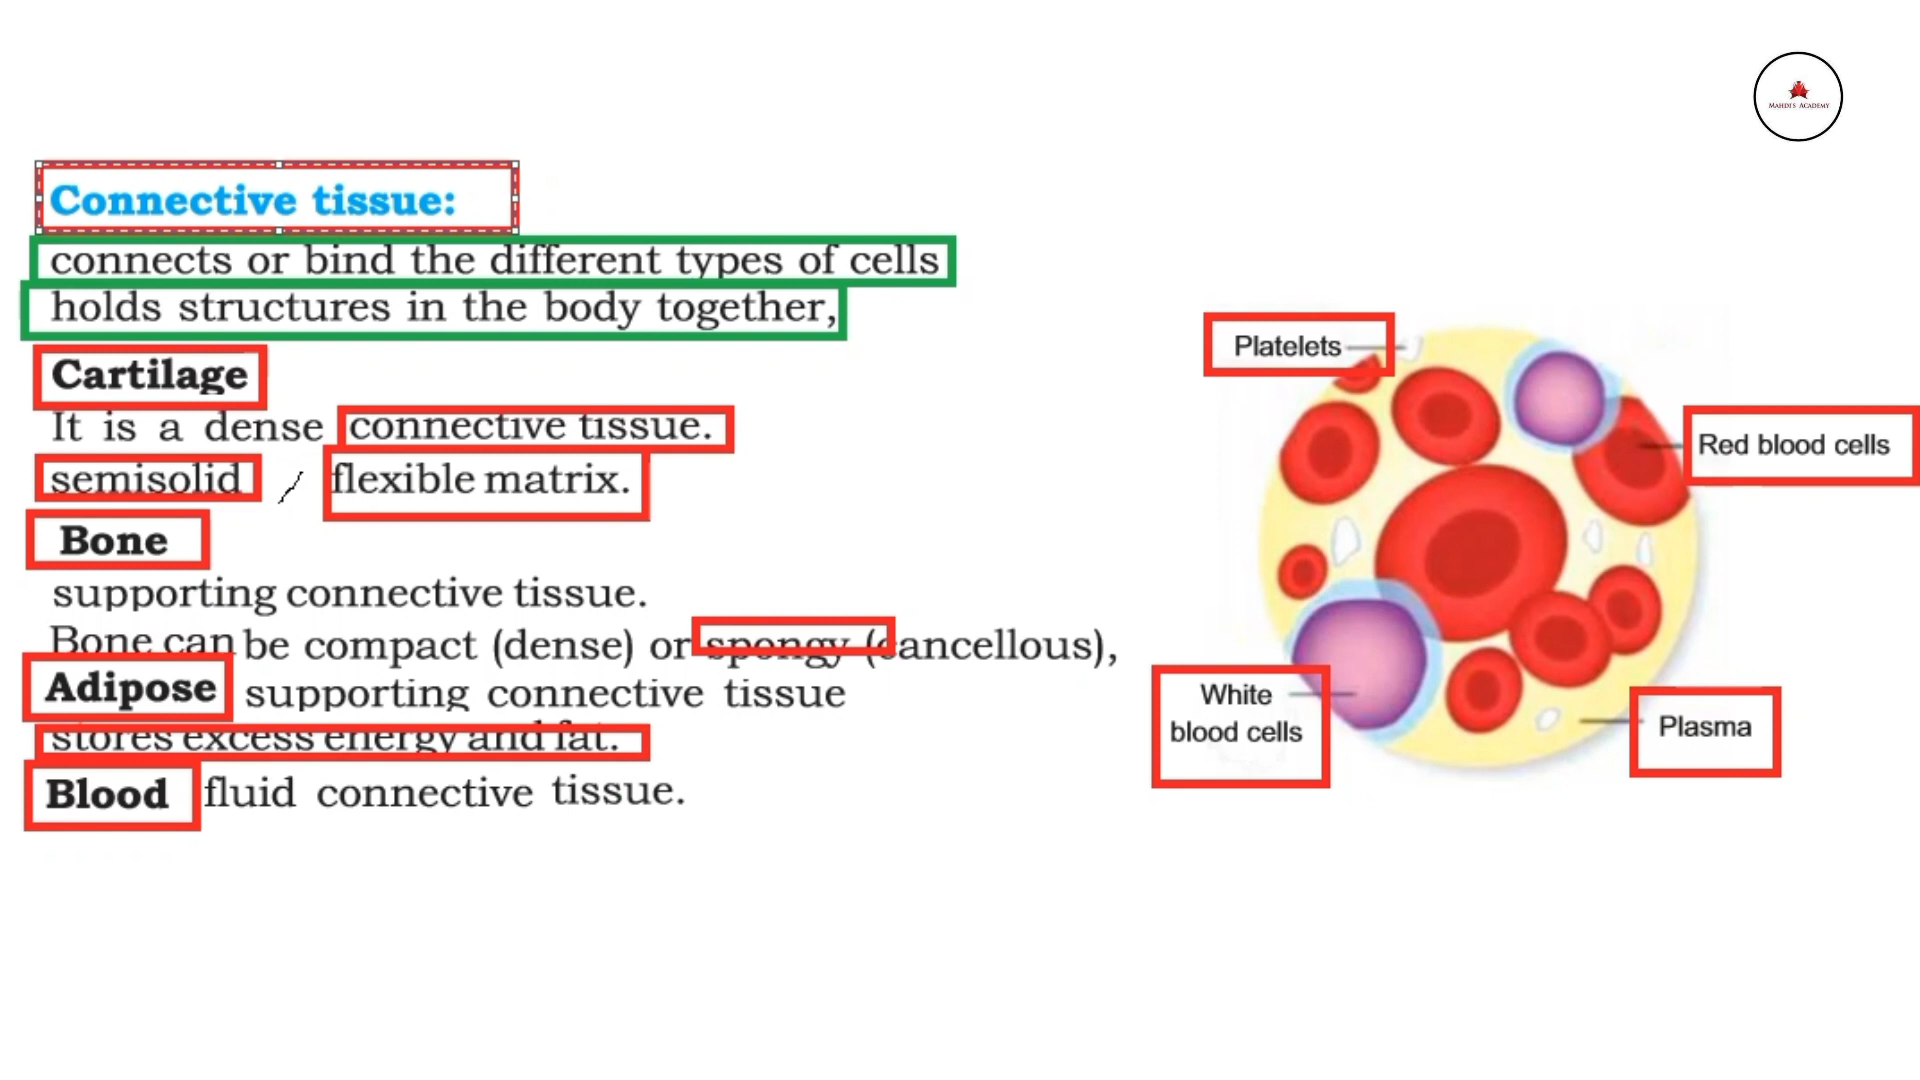 MAHDI'S ACADEMY
Connective tissue:
connects or bind the different types of cells
holds structures in the body together,
Cartilage
It is a dense connective tissue.
semisolid / flexible matrix.
Bone
supporting connective tissue.
Bone can be compact (dense) or spongy (cancellous),
Adipose supporting connective tissue
stores excess energy and fat.
Blood fluid connective tissue.
Platelets
Red blood cells
White
blood cells
Plasma